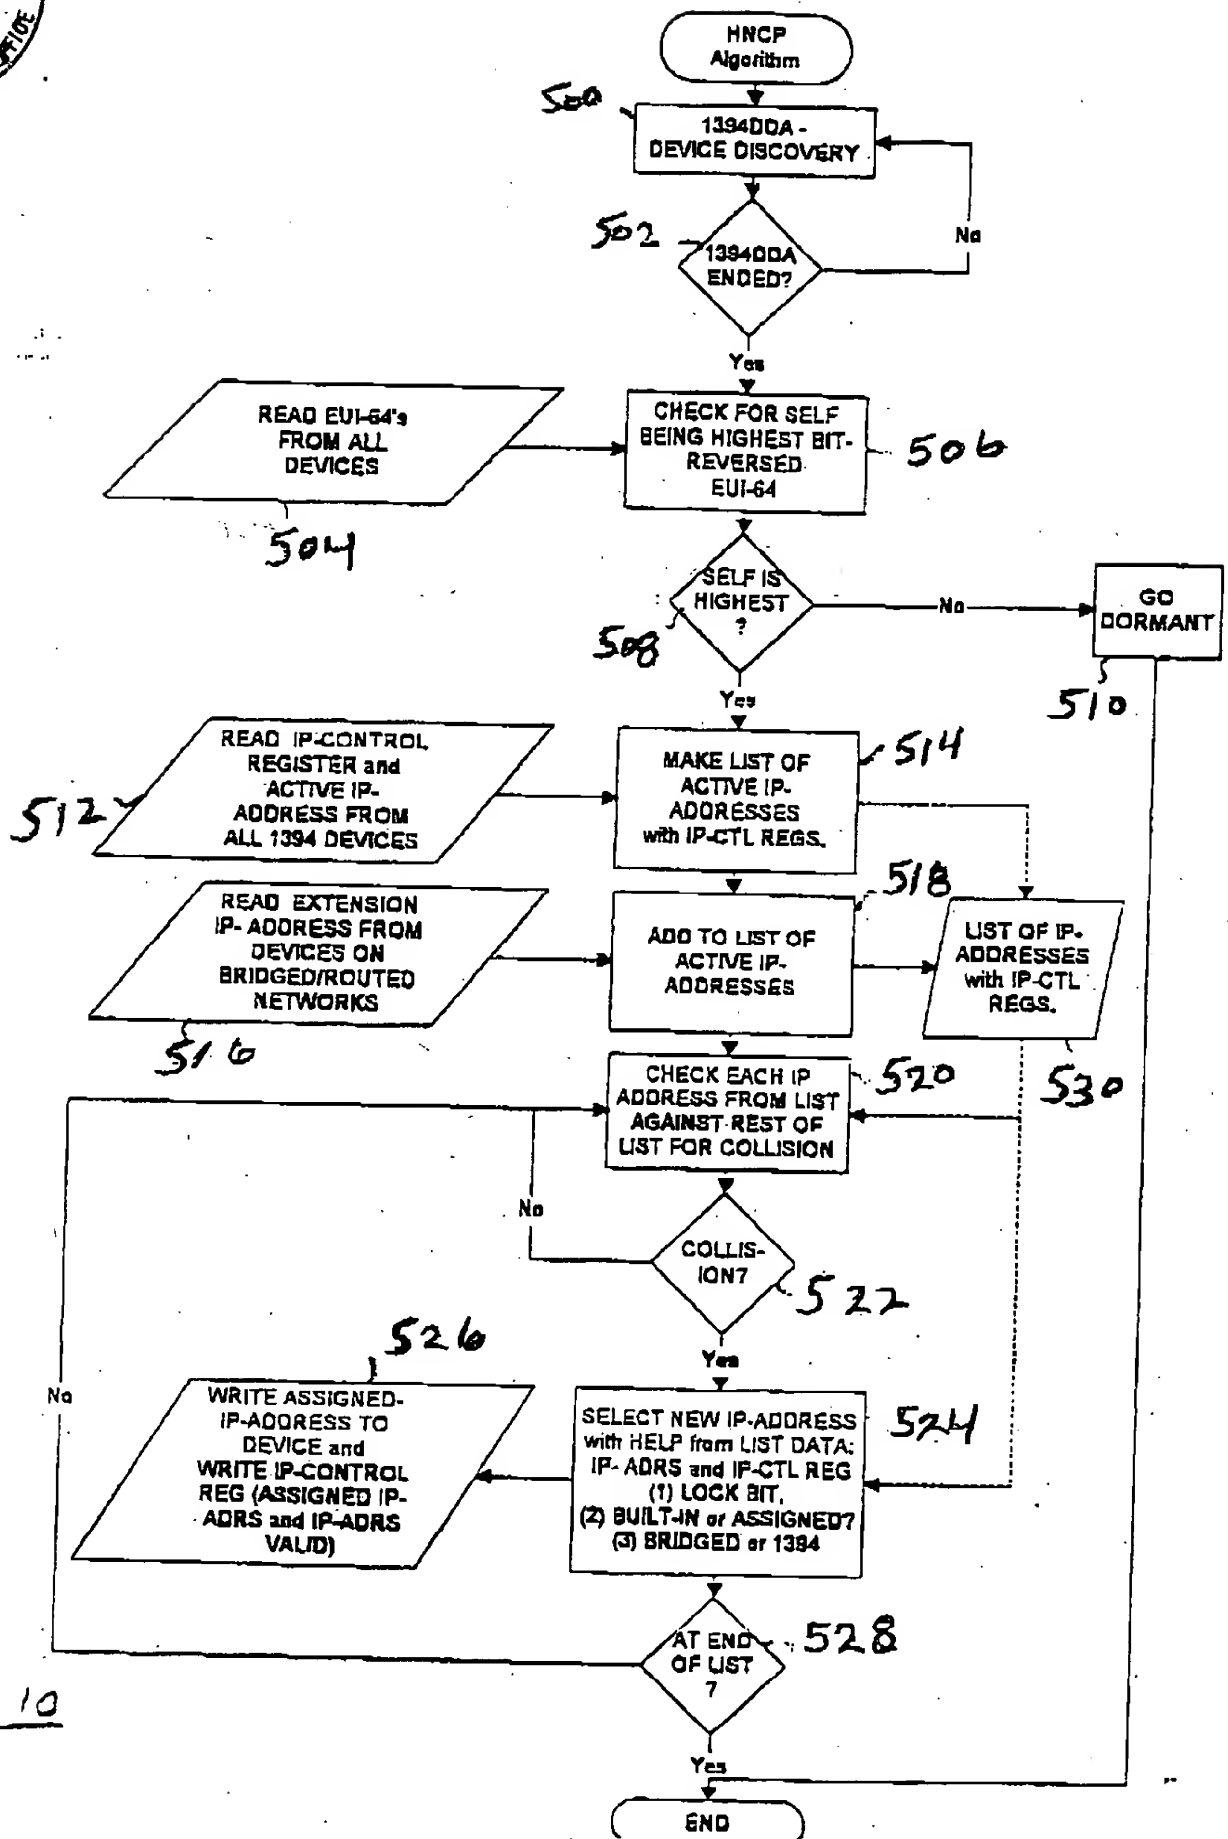 HNCP
Algorithm
500
1394DDA -
DEVICE DISCOVERY
502
1394DDA
ENDED?
No
Yes
READ EUI-64's
FROM ALL
DEVICES
504
CHECK FOR SELF
BEING HIGHEST BIT-
REVERSED
EUI-64
506
SELF IS
HIGHEST
?
508
No
GO
DORMANT
510
Yes
READ IP-CONTROL
REGISTER and
ACTIVE IP-
ADDRESS FROM
ALL 1394 DEVICES
512
MAKE LIST OF
ACTIVE IP-
ADDRESSES
with IP-CTL REGS.
514
READ EXTENSION
IP- ADDRESS FROM
DEVICES ON
BRIDGED/ROUTED
NETWORKS
516
ADD TO LIST OF
ACTIVE IP-
ADDRESSES
518
LIST OF IP-
ADDRESSES
with IP-CTL
REGS.
530
CHECK EACH IP
ADDRESS FROM LIST
AGAINST REST OF
LIST FOR COLLISION
520
No
COLLIS-
ION?
522
Yes
526
No
WRITE ASSIGNED-
IP-ADDRESS TO
DEVICE and
WRITE IP-CONTROL
REG (ASSIGNED IP-
ADRS and IP-ADRS
VALID)
SELECT NEW IP-ADDRESS
with HELP from LIST DATA:
IP- ADRS and IP-CTL REG
(1) LOCK BIT,
(2) BUILT-IN or ASSIGNED?
(3) BRIDGED or 1394
524
AT END
OF LIST
?
528
10
Yes
END